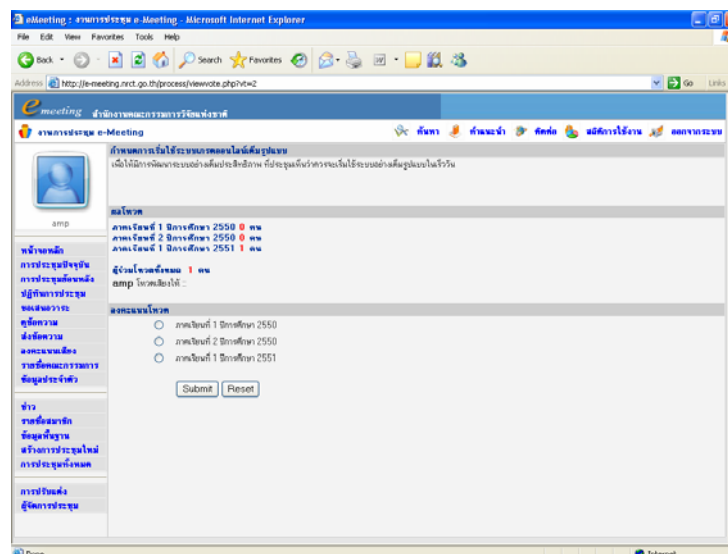 eMeeting : งานการประชุม e-Meeting - Microsoft Internet Explorer
File Edit View Favorites Tools Help
Back Search Favorites
Address http://e-meeting.nrct.go.th/process/viewvote.php?vt=2 Go Links
e meeting สำนักงานคณะกรรมการวิจัยแห่งชาติ
งานการประชุม e-Meeting ค้นหา คำแนะนำ ติดต่อ สถิติการใช้งาน ออกจากระบบ
กำหนดการเริ่มใช้ระบบเกรดออนไลน์เต็มรูปแบบ
เพื่อให้มีการพัฒนาระบบอย่างเต็มประสิทธิภาพ ที่ประชุมเห็นว่าควรจะเริ่มใช้ระบบอย่างเต็มรูปแบบในเร็ววัน
amp
ผลโหวต
ภาคเรียนที่ 1 ปีการศึกษา 2550 0 คน
ภาคเรียนที่ 2 ปีการศึกษา 2550 0 คน
ภาคเรียนที่ 1 ปีการศึกษา 2551 1 คน
ผู้ร่วมโหวตทั้งหมด 1 คน
amp โหวตเสียงให้ ::
ลงคะแนนโหวต
ภาคเรียนที่ 1 ปีการศึกษา 2550
ภาคเรียนที่ 2 ปีการศึกษา 2550
ภาคเรียนที่ 1 ปีการศึกษา 2551
Submit Reset
หน้าจอหลัก
การประชุมปัจจุบัน
การประชุมย้อนหลัง
ปฏิทินการประชุม
ขอเสนอวาระ
ดูข้อความ
ส่งข้อความ
ลงคะแนนเสียง
รายชื่อคณะกรรมการ
ข้อมูลประจำตัว
ข่าว
รายชื่อสมาชิก
ข้อมูลพื้นฐาน
สร้างการประชุมใหม่
การประชุมทั้งหมด
การปรับแต่ง
ผู้จัดการประชุม